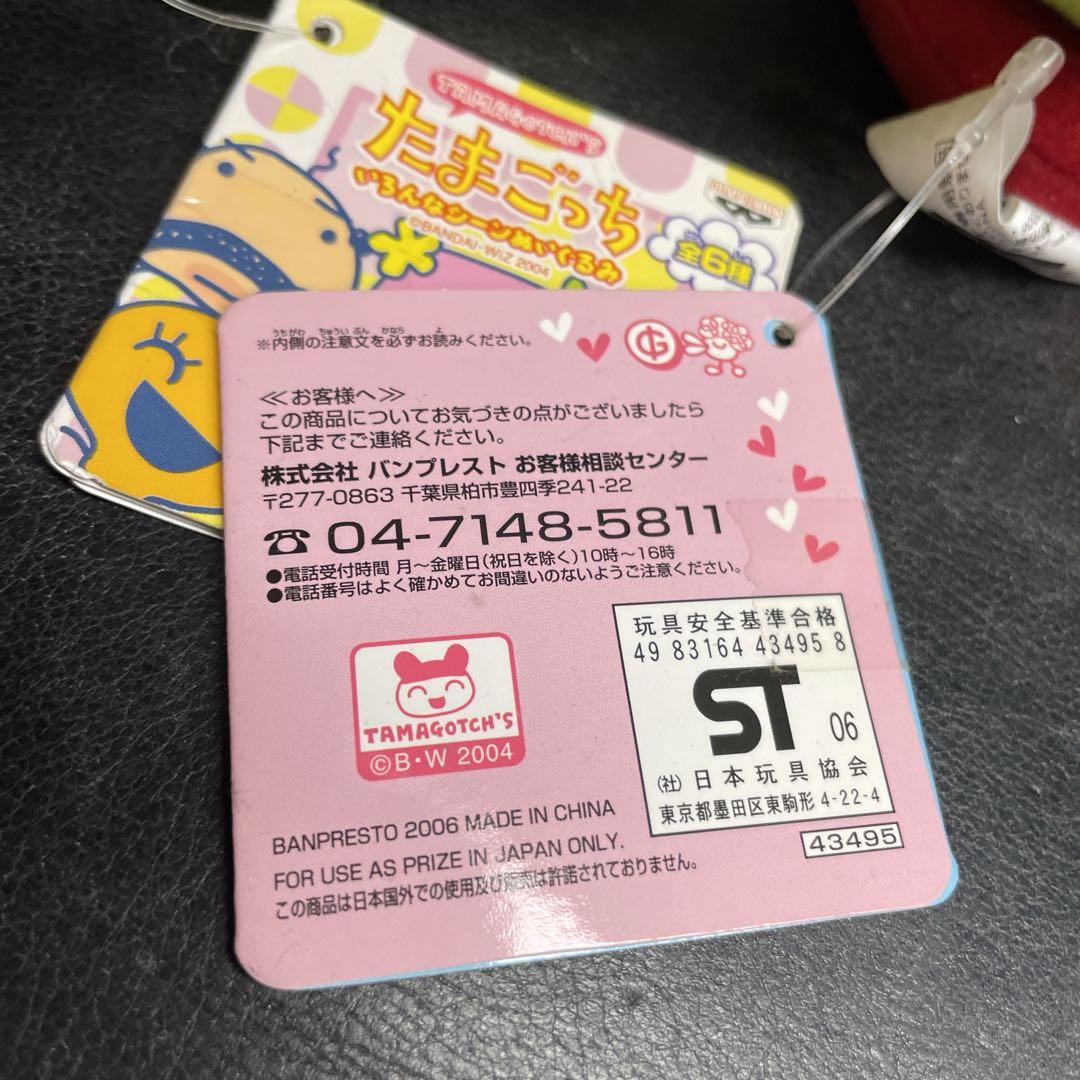 TAMAGOTCH'S
たまごっち
いろんなシーンぬいぐるみ
©BANDAI・WiZ 2004
BANPRESTO
全6種
※内側の注意文を必ずお読みください。
≪お客様へ≫
この商品についてお気づきの点がございましたら
下記までご連絡ください。
株式会社 バンプレスト お客様相談センター
〒277-0863 千葉県柏市豊四季241-22
☎ 04-7148-5811
●電話受付時間 月～金曜日(祝日を除く)10時～16時
●電話番号はよく確かめてお間違いのないようご注意ください。
TAMAGOTCH'S
©B・W 2004
玩具安全基準合格
49 83164 43495 8
ST 06
(社) 日本玩具協会
東京都墨田区東駒形 4-22-4
43495
BANPRESTO 2006 MADE IN CHINA
FOR USE AS PRIZE IN JAPAN ONLY.
この商品は日本国外での使用及び販売は許諾されておりません。